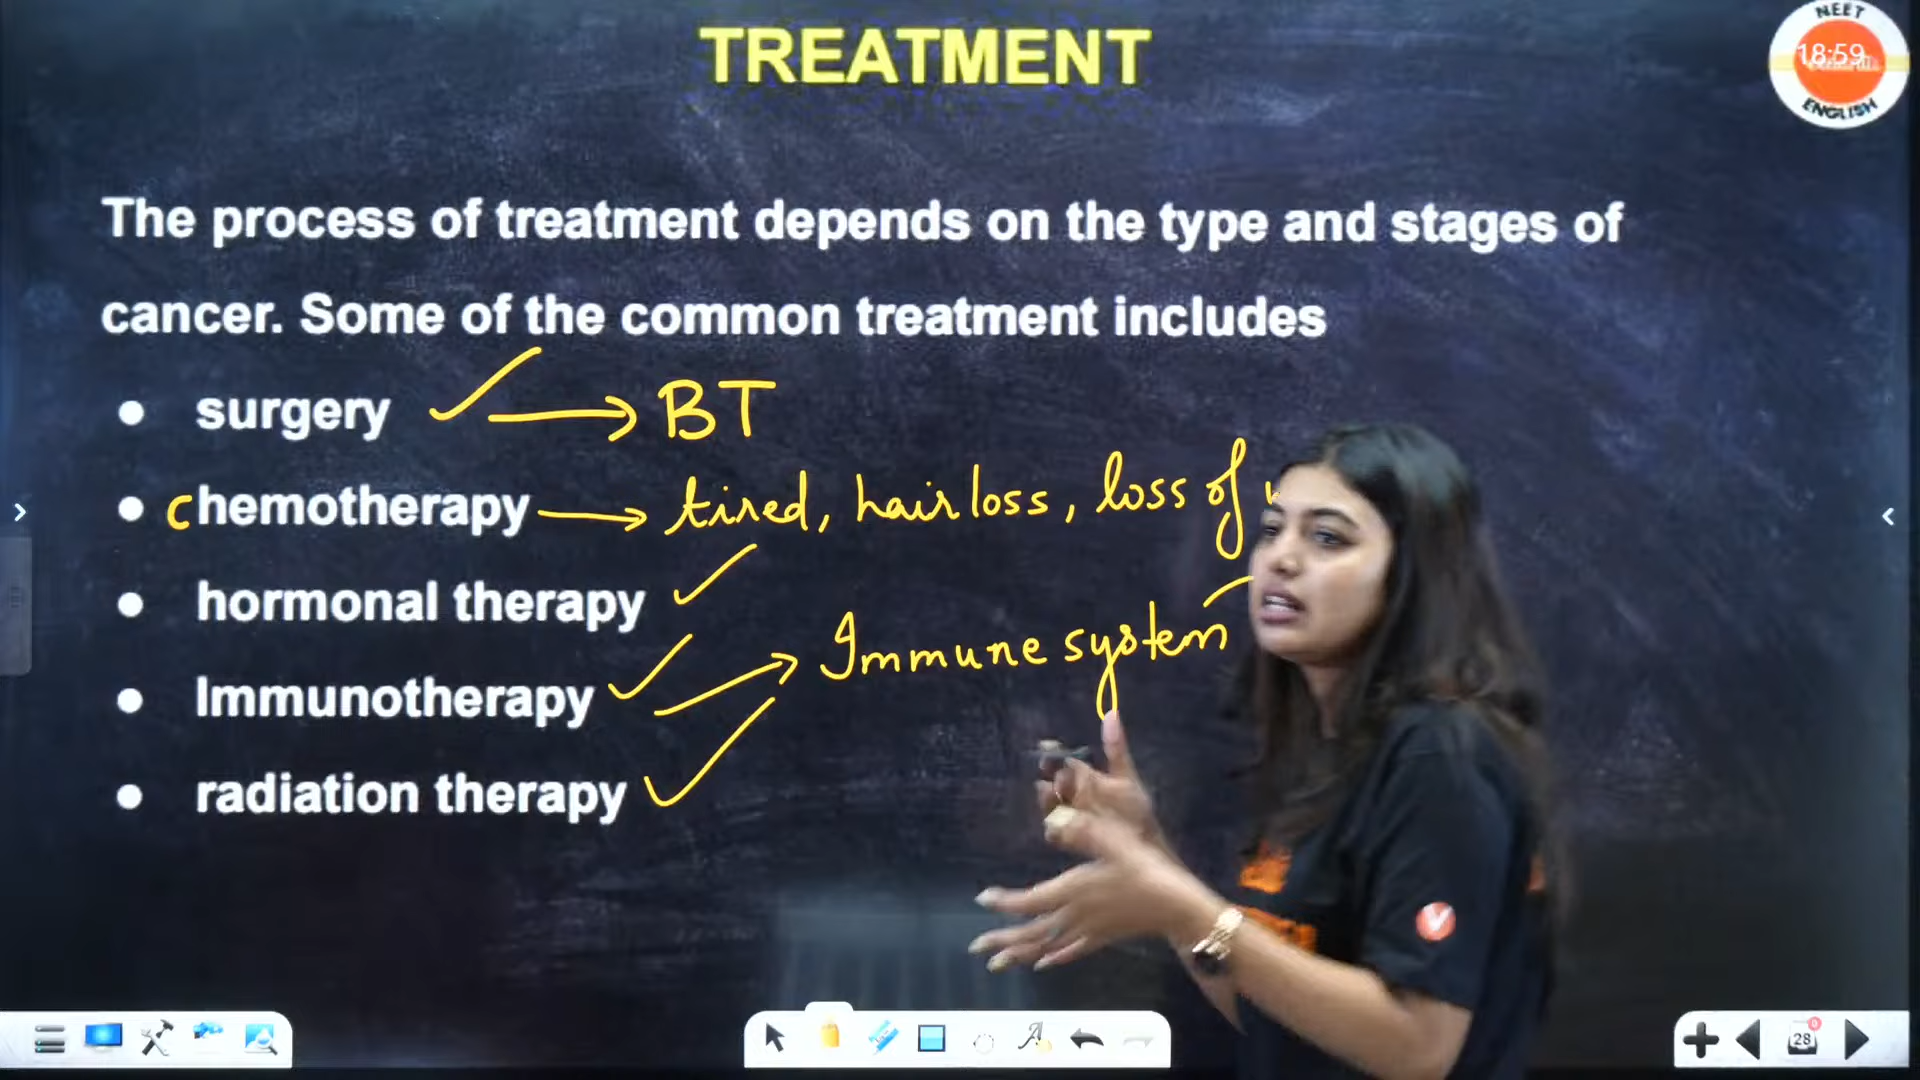 TREATMENT
NEET
18:59
ENGLISH
The process of treatment depends on the type and stages of
cancer. Some of the common treatment includes
• surgery ✓ → BT
• chemotherapy → tired, hair loss, loss of
• hormonal therapy ✓
• Immunotherapy ✓ → Immune system
• radiation therapy ✓
28